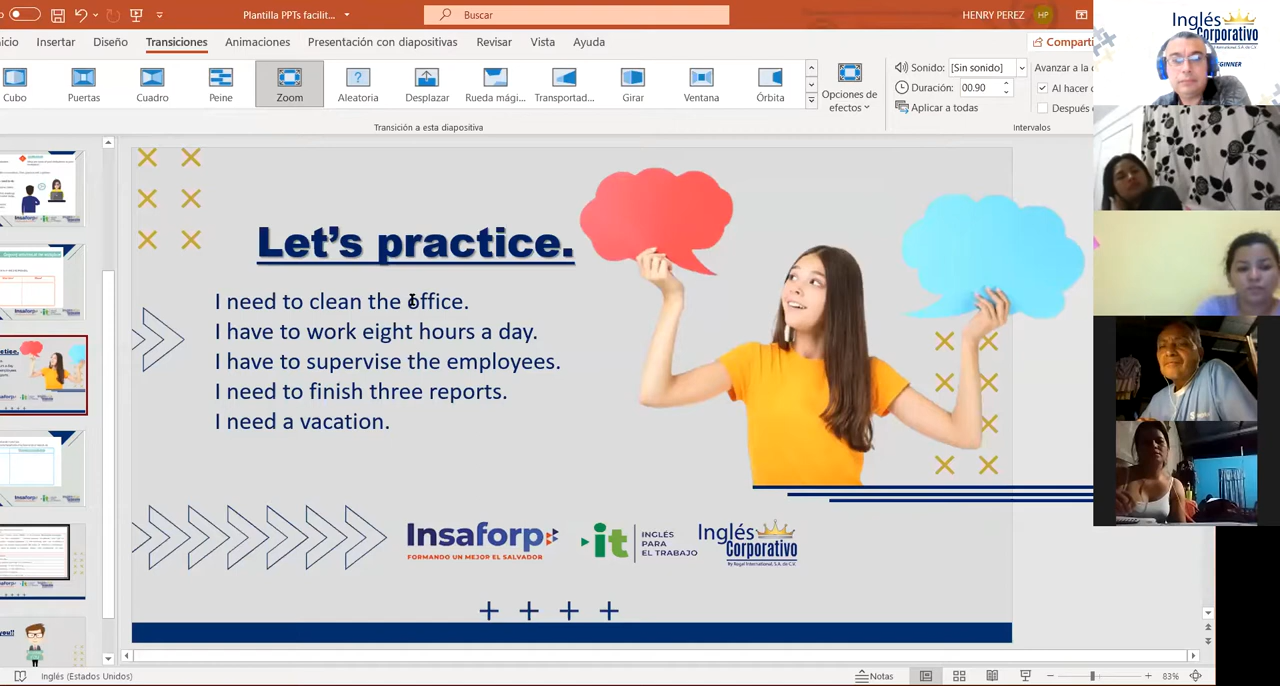 Plantilla PPTs facilit...
Buscar
HENRY PEREZ
HP
Insertar
Diseño
Transiciones
Animaciones
Presentación con diapositivas
Revisar
Vista
Ayuda
Comparti
Cubo
Puertas
Cuadro
Peine
Zoom
Aleatoria
Desplazar
Rueda mági...
Transportad...
Girar
Ventana
Órbita
Opciones de
efectos
Sonido: [Sin sonido]
Duración: 00.90
Aplicar a todas
Avanzar a la
Al hacer
Después
Transición a esta diapositiva
Intervalos
Inglés
Corporativo
Let's practice.
I need to clean the office.
I have to work eight hours a day.
I have to supervise the employees.
I need to finish three reports.
I need a vacation.
Insaforp
FORMANDO UN MEJOR EL SALVADOR
it
INGLÉS
PARA
EL TRABAJO
Inglés
Corporativo
By Regal International, S.A. de C.V.
Inglés (Estados Unidos)
Notas
83%